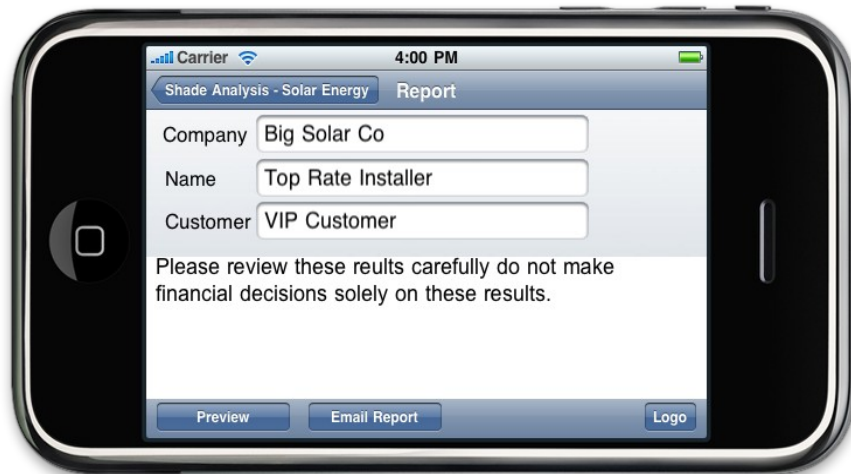 Carrier 4:00 PM
Shade Analysis - Solar Energy Report
Company Big Solar Co
Name Top Rate Installer
Customer VIP Customer
Please review these reults carefully do not make
financial decisions solely on these results.
Preview Email Report Logo